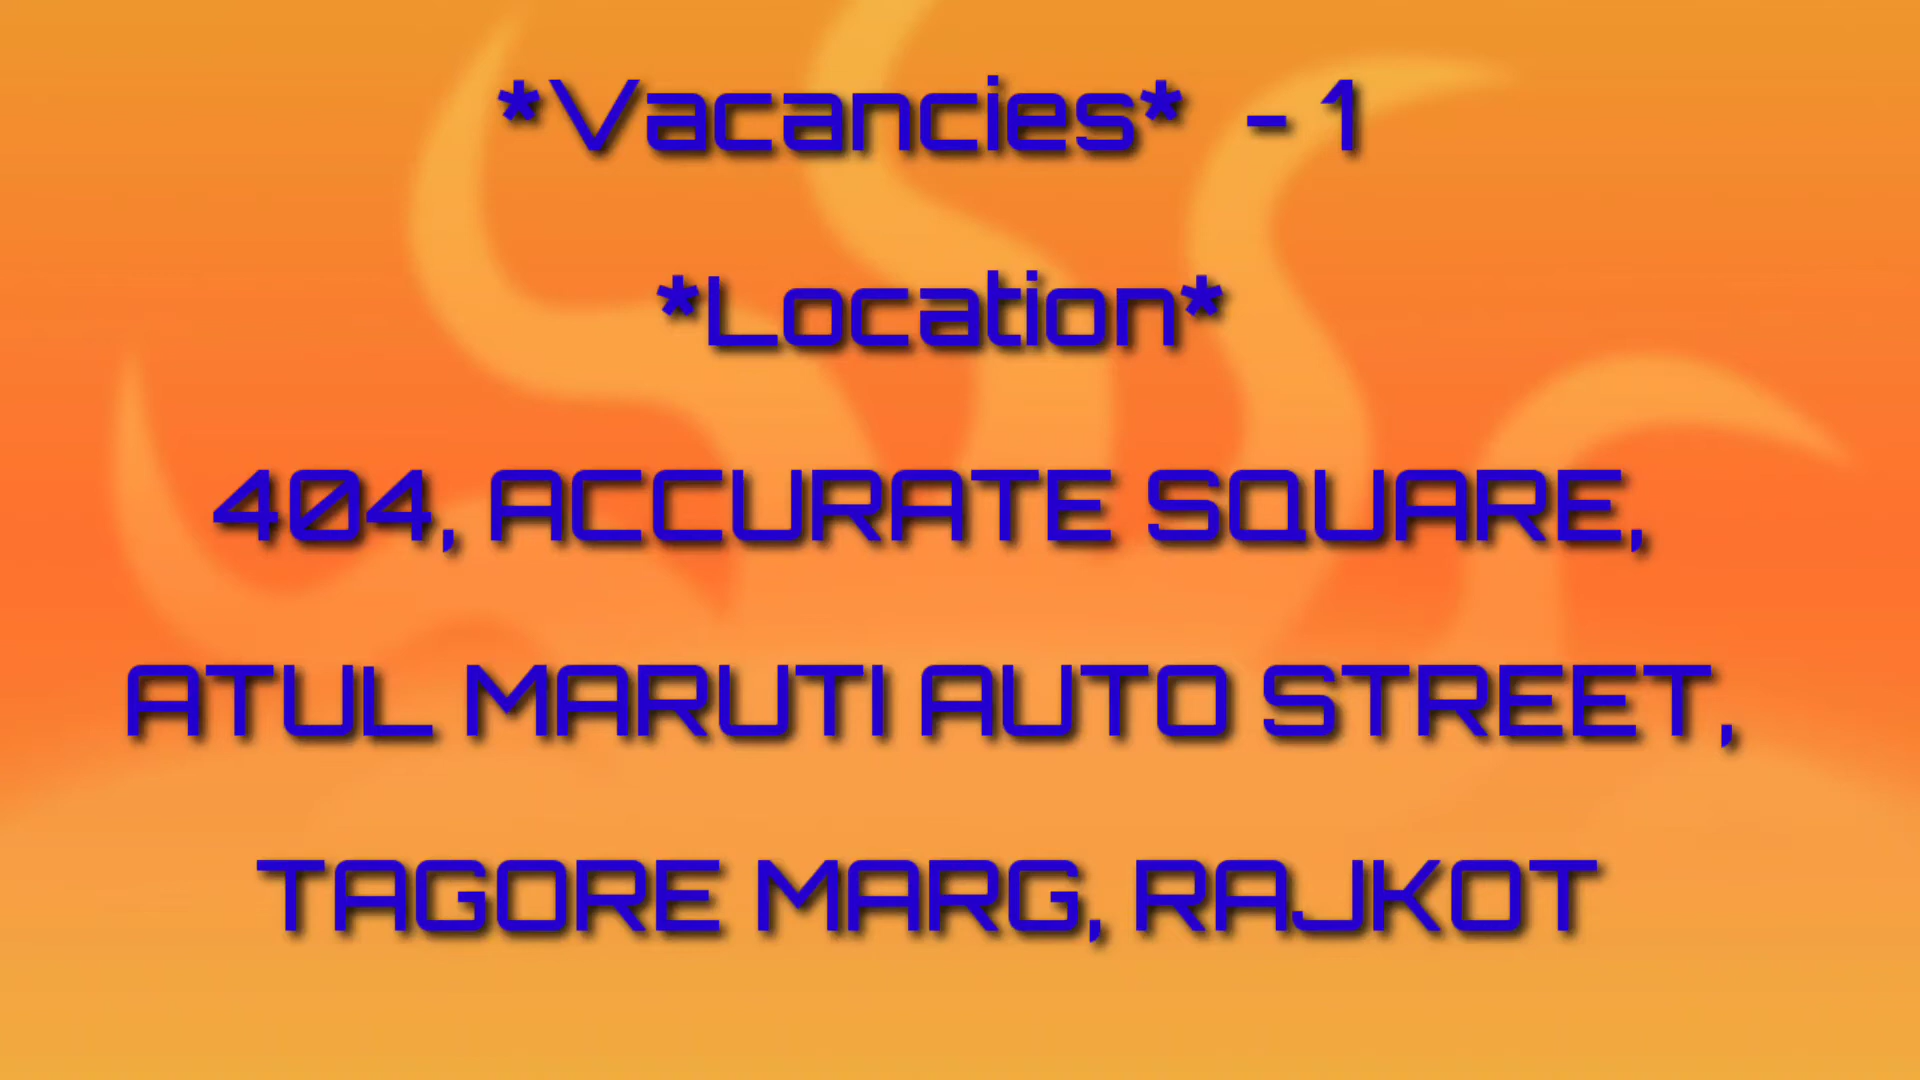 *Vacancies* - 1
*Location*
404, ACCURATE SQUARE,
ATUL MARUTI AUTO STREET,
TAGORE MARG, RAJKOT